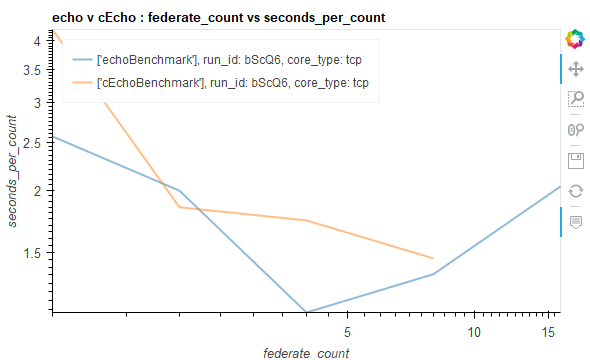 echo v cEcho : federate_count vs seconds_per_count
['echoBenchmark'], run_id: bScQ6, core_type: tcp
['cEchoBenchmark'], run_id: bScQ6, core_type: tcp
seconds_per_count
4
3.5
3
2.5
2
1.5
5
10
15
federate_count